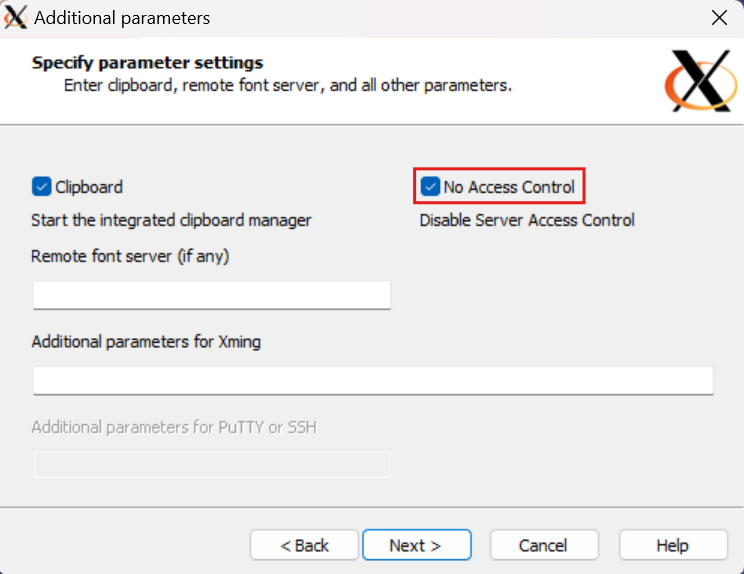 Additional parameters
Specify parameter settings
Enter clipboard, remote font server, and all other parameters.
Clipboard
No Access Control
Start the integrated clipboard manager
Disable Server Access Control
Remote font server (if any)
Additional parameters for Xming
Additional parameters for PuTTY or SSH
< Back
Next >
Cancel
Help